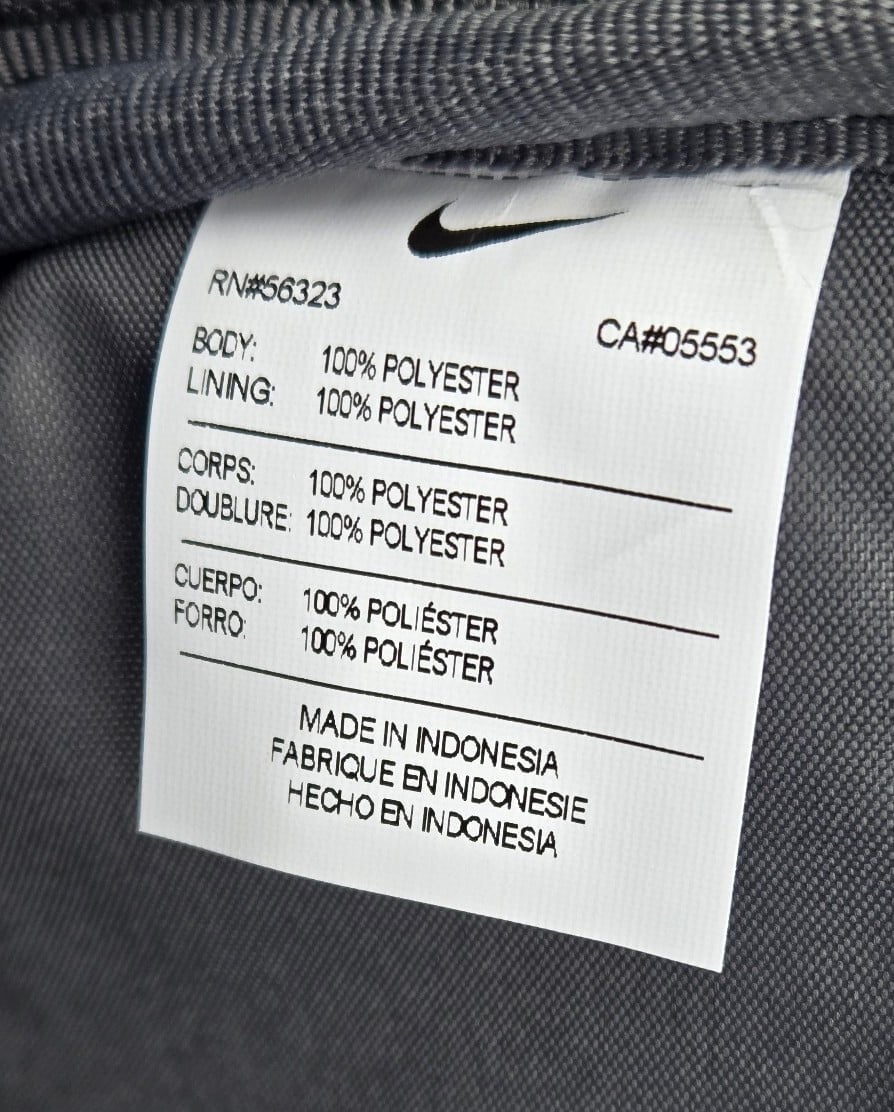 RN#56323
CA#05553
BODY: 100% POLYESTER
LINING: 100% POLYESTER
CORPS: 100% POLYESTER
DOUBLURE: 100% POLYESTER
CUERPO: 100% POLIÉSTER
FORRO: 100% POLIÉSTER
MADE IN INDONESIA
FABRIQUE EN INDONESIE
HECHO EN INDONESIA